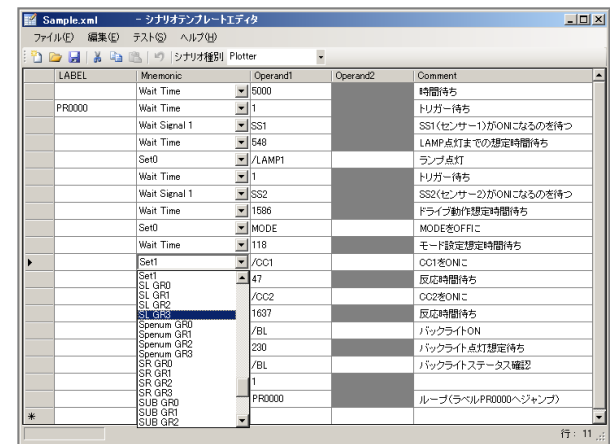 Sample.xml - シナリオテンプレートエディタ
ファイル(F) 編集(E) テスト(S) ヘルプ(H)
シナリオ種別 Plotter
LABEL Mnemonic Operand1 Operand2 Comment
Wait Time 5000 時間待ち
PR0000 Wait Time 1 トリガー待ち
Wait Signal 1 SS1 SS1(センサー1)がONになるのを待つ
Wait Time 548 LAMP点灯までの想定時間待ち
Set0 /LAMP1 ランプ点灯
Wait Time 1 トリガー待ち
Wait Signal 1 SS2 SS2(センサー2)がONになるのを待つ
Wait Time 1586 ドライブ動作想定時間待ち
Set0 MODE MODEをOFFに
Wait Time 118 モード設定想定時間待ち
Set1 /CC1 CC1をONに
Set1
SL GR0 47 反応時間待ち
SL GR1
SL GR2 /CC2 CC2をONに
SL GR3 1637 反応時間待ち
Spenum GR0
Spenum GR1 /BL バックライトON
Spenum GR2
Spenum GR3 230 バックライト点灯想定待ち
SR GR0
SR GR1 /BL バックライトステータス確認
SR GR2 1
SR GR3
SUB GR0 PR0000 ループ(ラベルPR0000へジャンプ)
SUB GR1
SUB GR2
行: 11